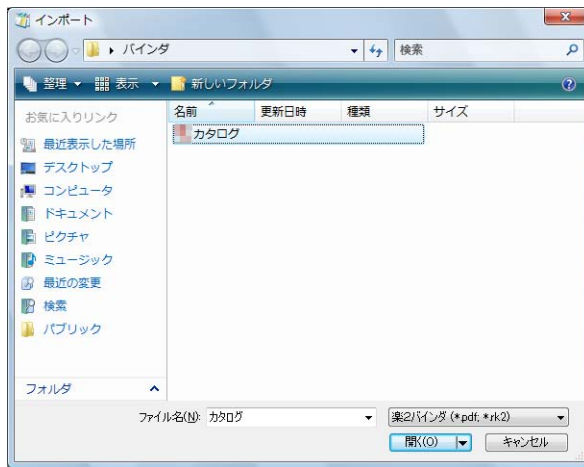 インポート
バインダ
検索
整理 表示 新しいフォルダ
お気に入りリンク
名前 更新日時 種類 サイズ
カタログ
最近表示した場所
デスクトップ
コンピュータ
ドキュメント
ピクチャ
ミュージック
最近の変更
検索
パブリック
フォルダ
ファイル名(N): カタログ
楽2バインダ (*pdf; *rk2)
開く(O) キャンセル